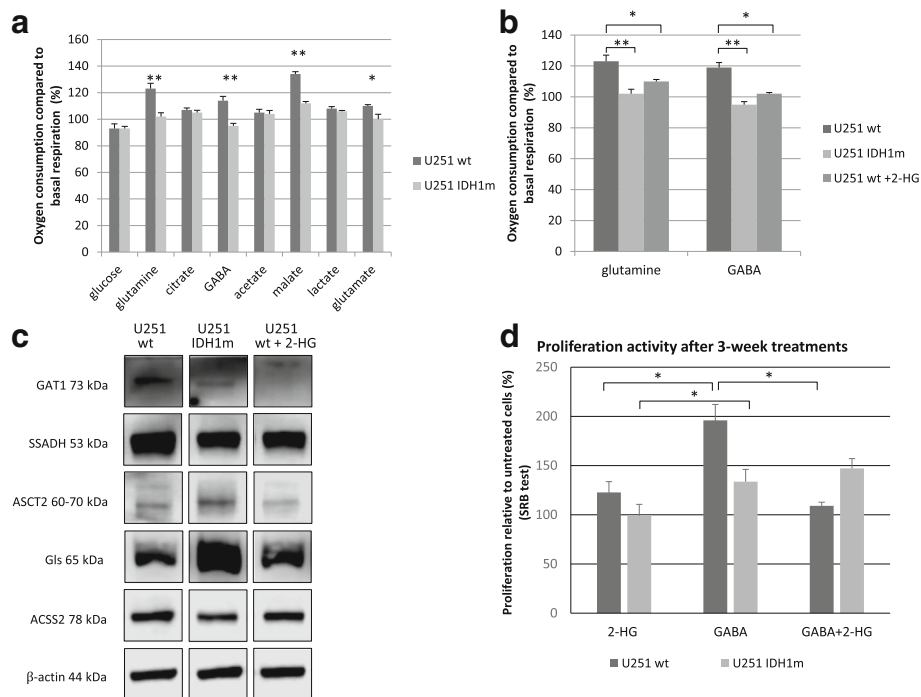 a
Oxygen consumption compared to
basal respiration (%)
160
140
120
100
80
60
40
20
0
**
**
**
*
glucose
glutamine
citrate
GABA
acetate
malate
lactate
glutamate
U251 wt
U251 IDH1m
b
Oxygen consumption compared to
basal respiration (%)
140
120
100
80
60
40
20
0
*
**
*
**
glutamine
GABA
U251 wt
U251 IDH1m
U251 wt +2-HG
c
U251
wt
U251
IDH1m
U251
wt + 2-HG
GAT1 73 kDa
SSADH 53 kDa
ASCT2 60-70 kDa
Gls 65 kDa
ACSS2 78 kDa
β-actin 44 kDa
d
Proliferation activity after 3-week treatments
Proliferation relative to untreated cells (%)
(SRB test)
250
200
150
100
50
0
*
*
*
2-HG
GABA
GABA+2-HG
U251 wt
U251 IDH1m